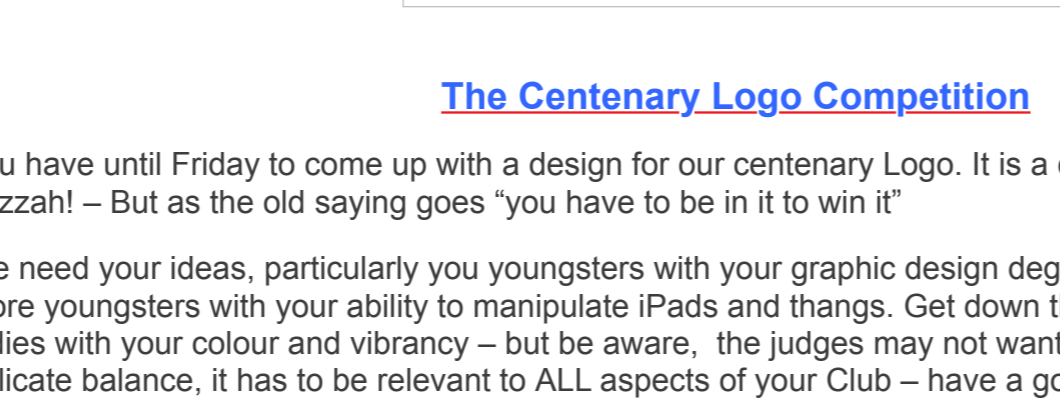 The Centenary Logo Competition
u have until Friday to come up with a design for our centenary Logo. It is a
zzah! – But as the old saying goes “you have to be in it to win it”
e need your ideas, particularly you youngsters with your graphic design deg
ore youngsters with your ability to manipulate iPads and thangs. Get down t
dies with your colour and vibrancy – but be aware,  the judges may not want
licate balance, it has to be relevant to ALL aspects of your Club – have a go